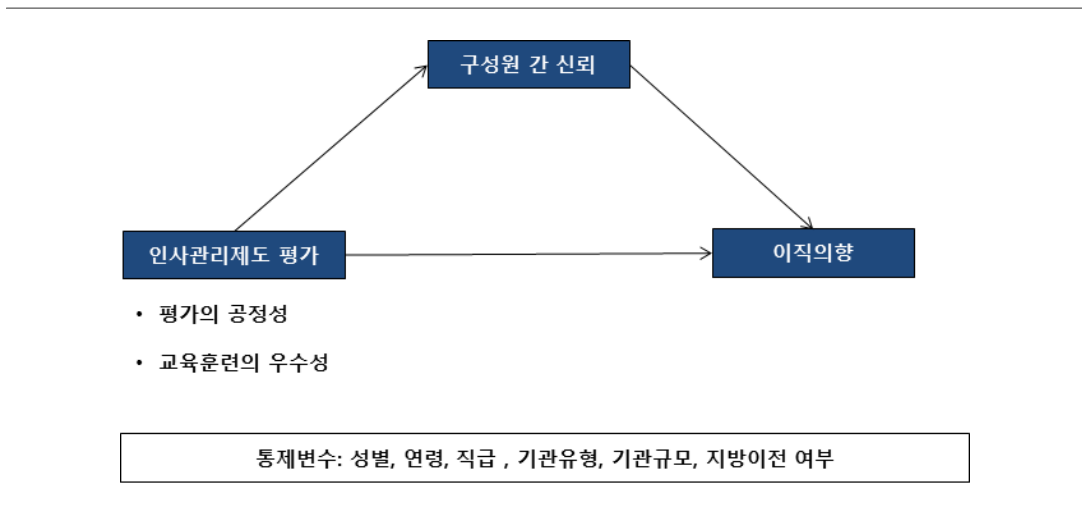 구성원 간 신뢰
인사관리제도 평가
이직의향
• 평가의 공정성
• 교육훈련의 우수성
통제변수: 성별, 연령, 직급 , 기관유형, 기관규모, 지방이전 여부